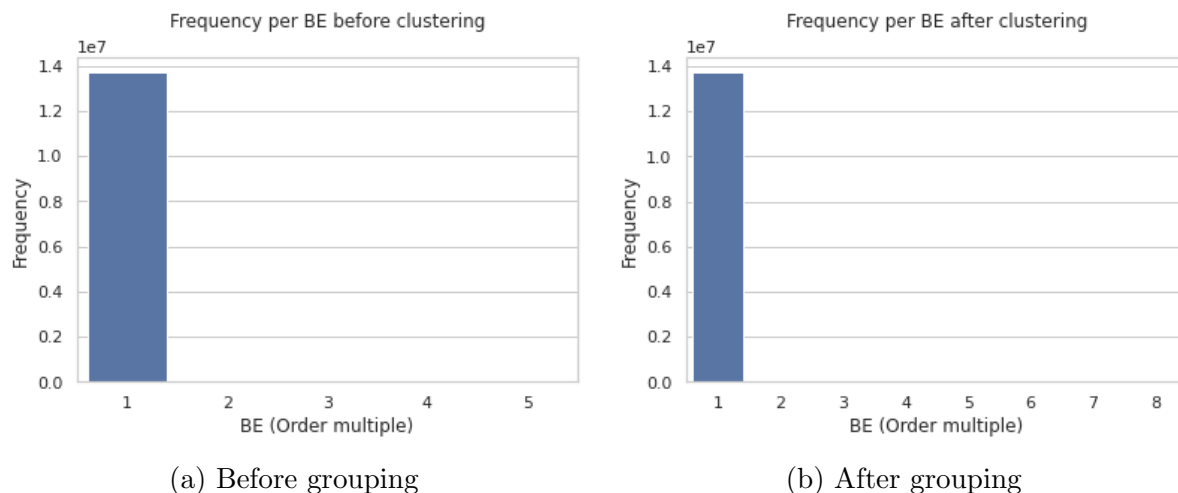 Frequency per BE before clustering
1e7
1.4
1.2
1.0
0.8
0.6
0.4
0.2
0.0
Frequency
1 2 3 4 5
BE (Order multiple)
(a) Before grouping
Frequency per BE after clustering
1e7
1.4
1.2
1.0
0.8
0.6
0.4
0.2
0.0
Frequency
1 2 3 4 5 6 7 8
BE (Order multiple)
(b) After grouping